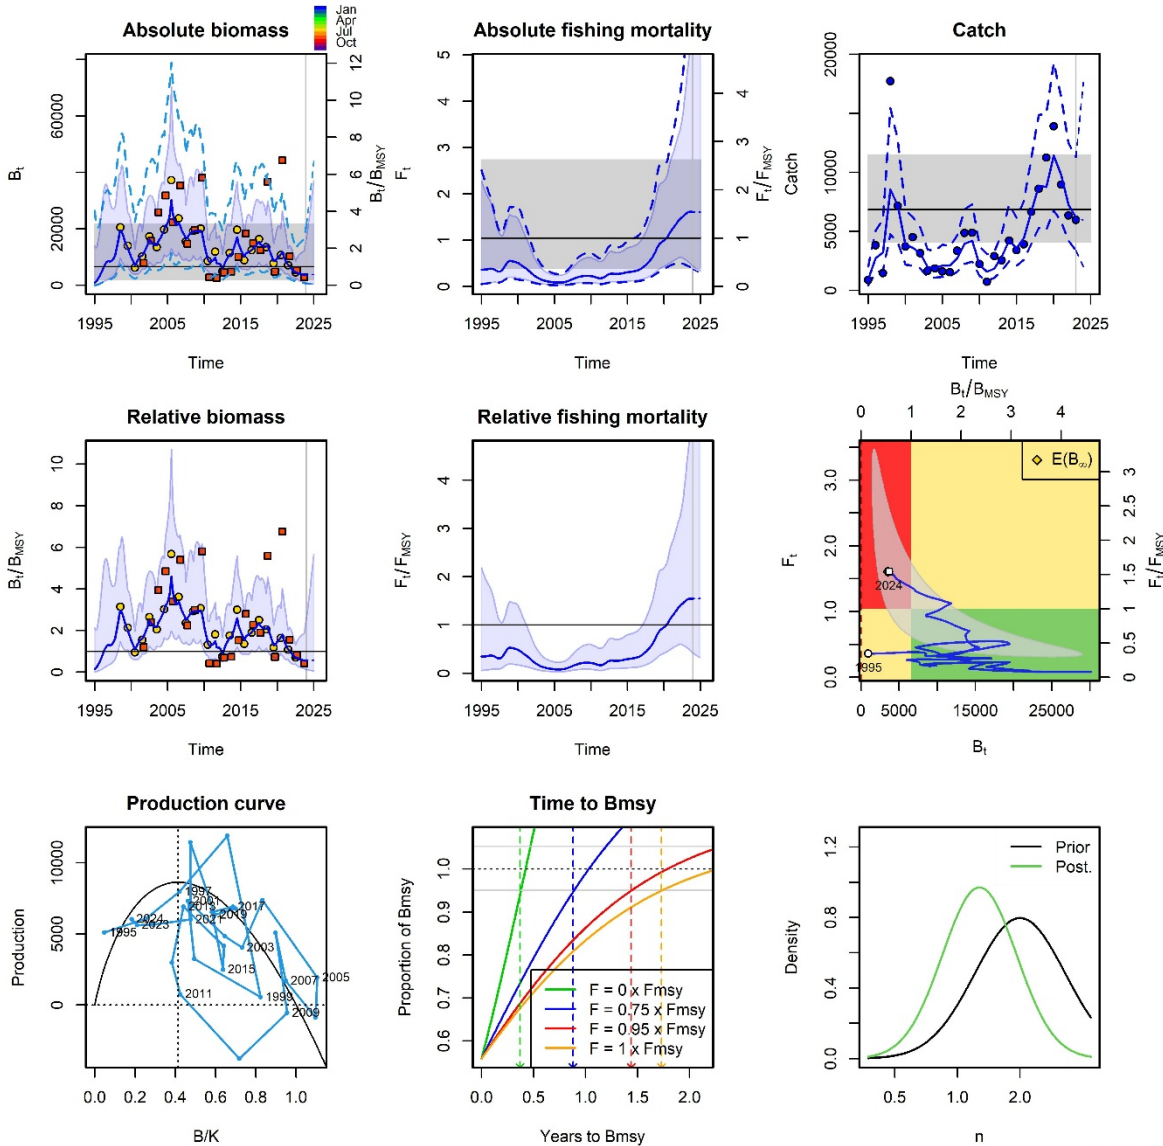 Absolute biomass
Jan
Apr
Jul
Oct
Absolute fishing mortality
Catch
60000
20000
0
Bt
12
10
8
6
4
2
0
Bt/BMSY
1995
2005
2015
2025
Time
5
4
3
2
1
0
Ft
4
3
2
1
0
Ft/FMSY
1995
2005
2015
2025
Time
20000
15000
10000
5000
0
Catch
1995
2005
2015
2025
Time
Relative biomass
10
8
6
4
2
0
Bt/BMSY
1995
2005
2015
2025
Time
Relative fishing mortality
4
3
2
1
0
Ft/FMSY
1995
2005
2015
2025
Time
Bt/BMSY
0
1
2
3
4
E(B∞)
3.0
2.0
1.0
0.0
Ft
3
2
1
0
Ft/FMSY
2024
1995
0
5000
15000
25000
Bt
Production curve
10000
5000
0
Production
1997
2001
2013
2017
2019
2024
2023
2021
1995
2003
2015
2005
2007
2011
1999
2009
0.0
0.2
0.4
0.6
0.8
1.0
B/K
Time to Bmsy
1.0
0.9
0.8
0.7
0.6
Proportion of Bmsy
F = 0 x Fmsy
F = 0.75 x Fmsy
F = 0.95 x Fmsy
F = 1 x Fmsy
0.0
0.5
1.0
1.5
2.0
Years to Bmsy
Prior
Post.
1.2
0.8
0.4
0.0
Density
0.5
1.0
2.0
n